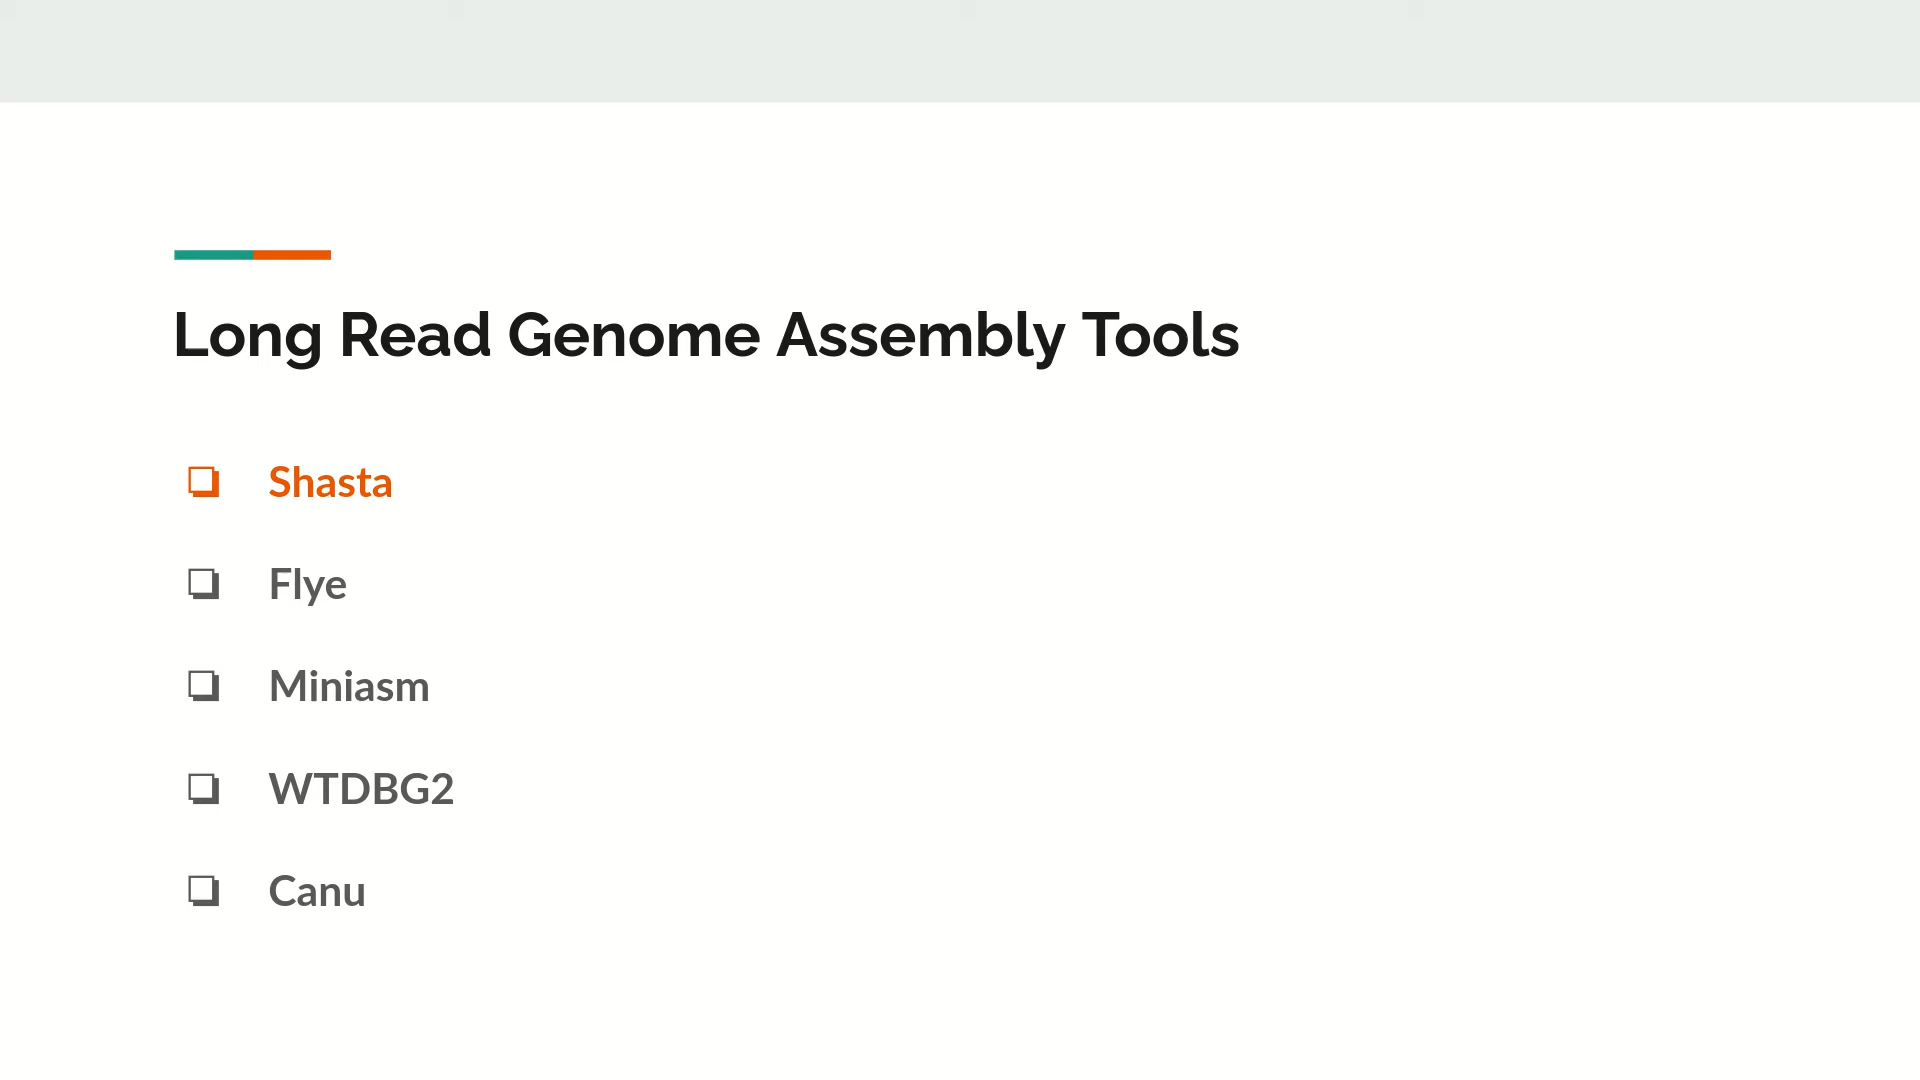 Long Read Genome Assembly Tools
❏ Shasta
❏ Flye
❏ Miniasm
❏ WTDBG2
❏ Canu